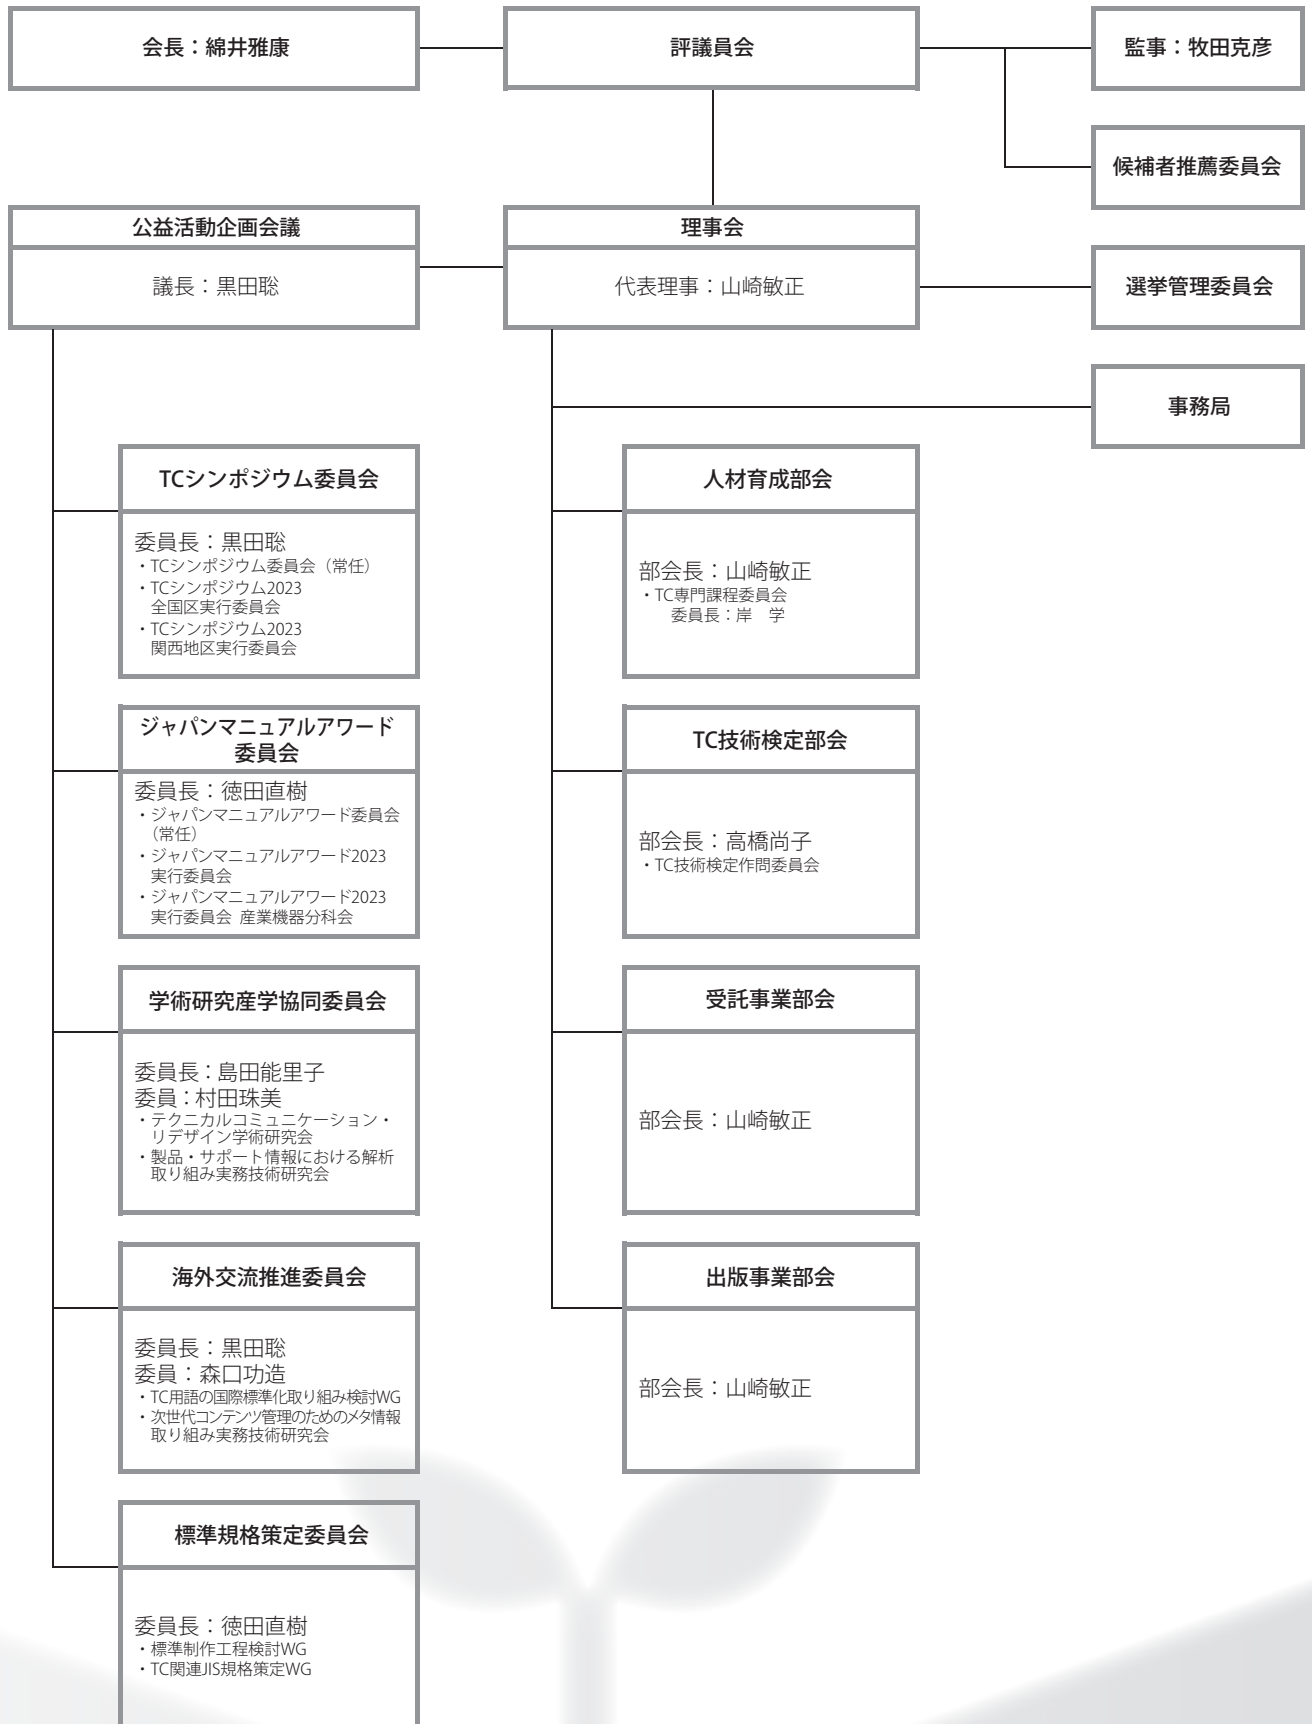 会長：綿井雅康
評議員会
監事：牧田克彦
候補者推薦委員会
公益活動企画会議
議長：黒田聡
理事会
代表理事：山崎敏正
選挙管理委員会
事務局
TCシンポジウム委員会
委員長：黒田聡
・TCシンポジウム委員会（常任）
・TCシンポジウム2023
全国区実行委員会
・TCシンポジウム2023
関西地区実行委員会
ジャパンマニュアルアワード
委員会
委員長：徳田直樹
・ジャパンマニュアルアワード委員会
（常任）
・ジャパンマニュアルアワード2023
実行委員会
・ジャパンマニュアルアワード2023
実行委員会 産業機器分科会
学術研究産学協同委員会
委員長：島田能里子
委員：村田珠美
・テクニカルコミュニケーション・
リデザイン学術研究会
・製品・サポート情報における解析
取り組み実務技術研究会
海外交流推進委員会
委員長：黒田聡
委員：森口功造
・TC用語の国際標準化取り組み検討WG
・次世代コンテンツ管理のためのメタ情報
取り組み実務技術研究会
標準規格策定委員会
委員長：徳田直樹
・標準制作工程検討WG
・TC関連JIS規格策定WG
人材育成部会
部会長：山崎敏正
・TC専門課程委員会
委員長：岸　学
TC技術検定部会
部会長：高橋尚子
・TC技術検定作問委員会
受託事業部会
部会長：山崎敏正
出版事業部会
部会長：山崎敏正